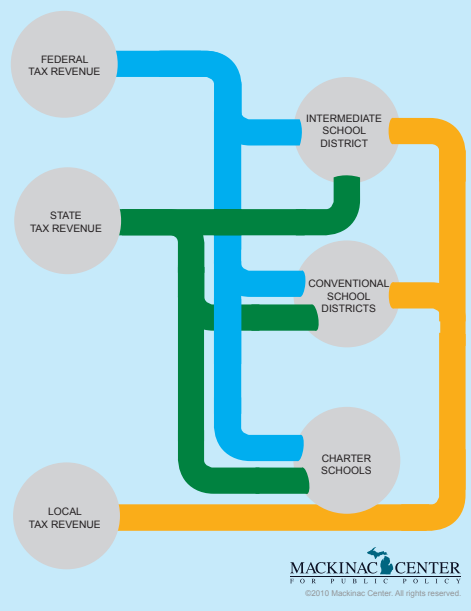 FEDERAL
TAX REVENUE
INTERMEDIATE
SCHOOL
DISTRICT
STATE
TAX REVENUE
CONVENTIONAL
SCHOOL
DISTRICTS
CHARTER
SCHOOLS
LOCAL
TAX REVENUE
MACKINAC CENTER
FOR PUBLIC POLICY
©2010 Mackinac Center. All rights reserved.